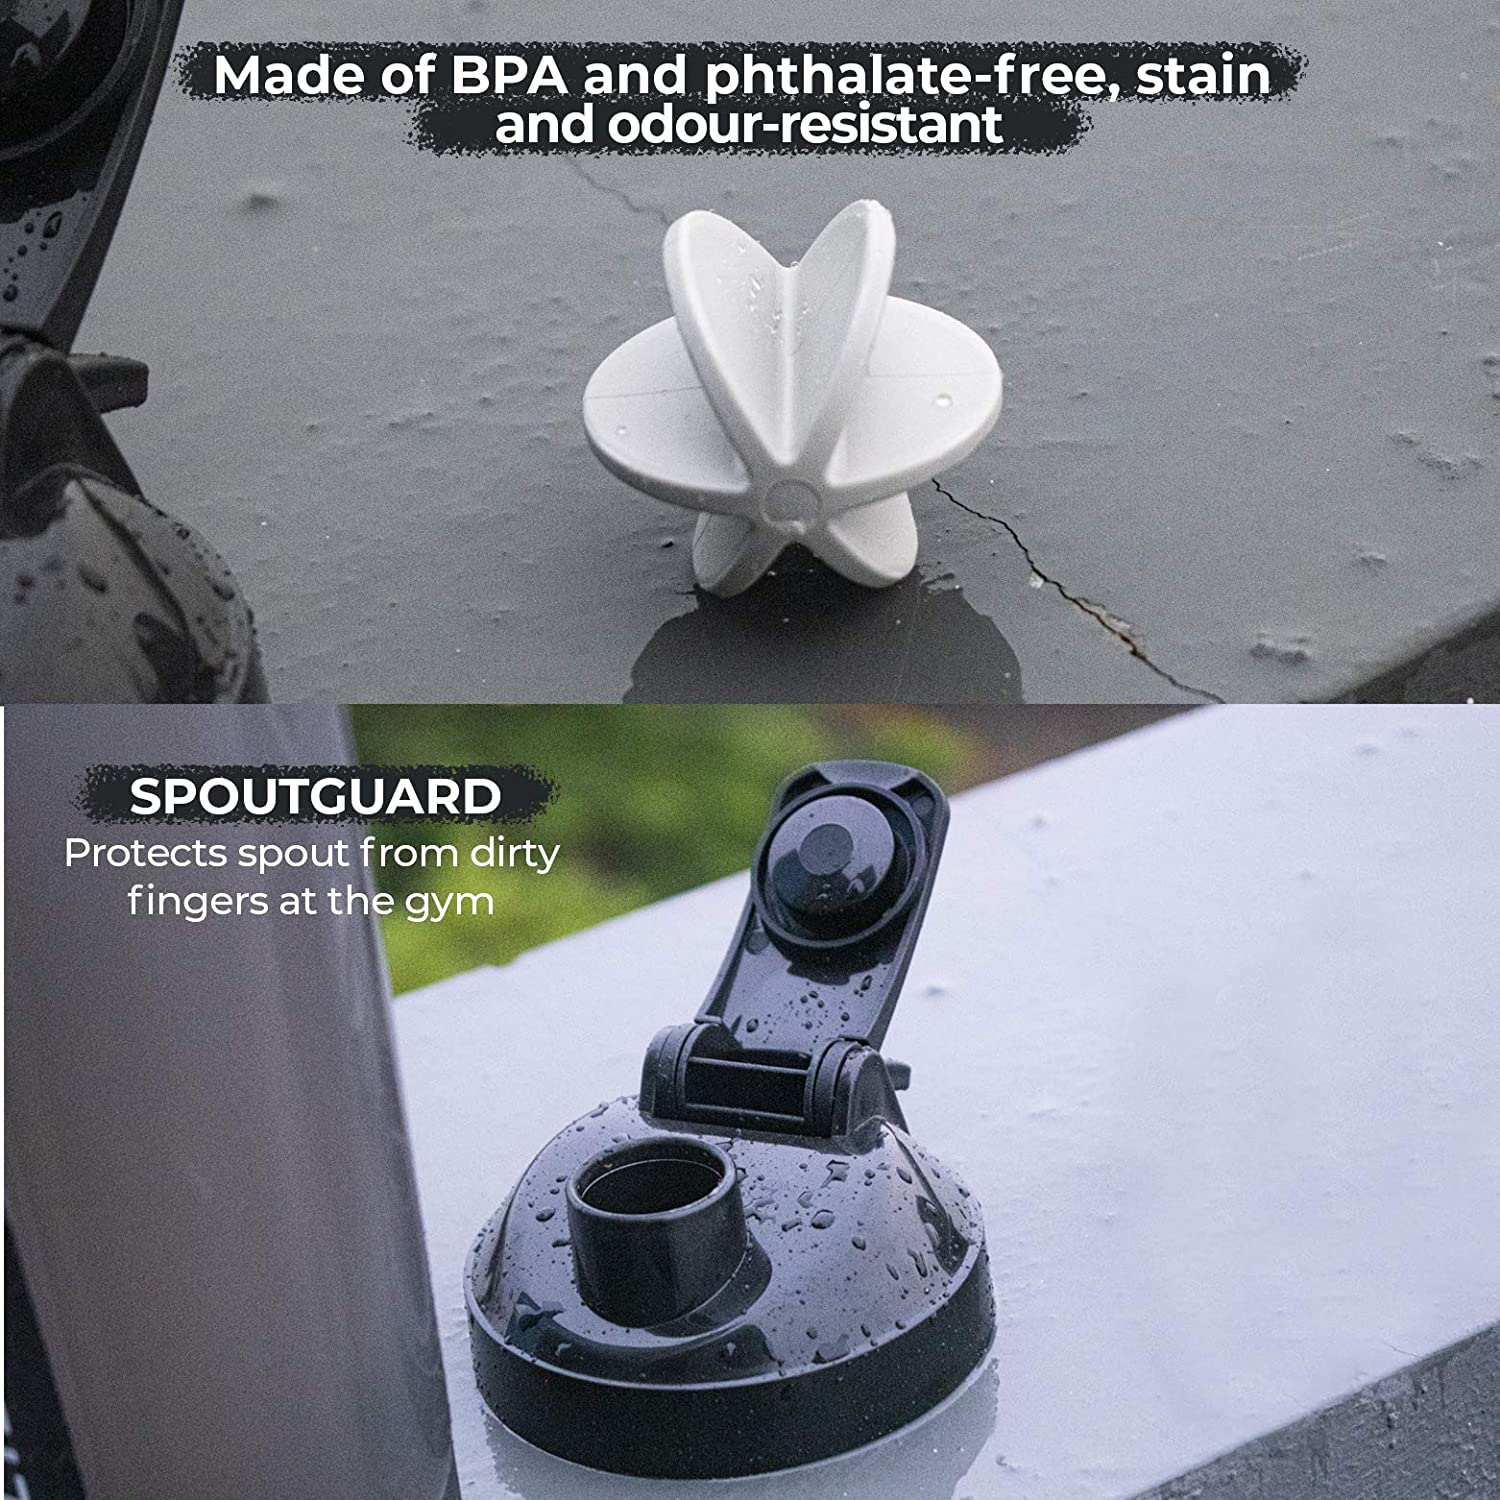 Made of BPA and phthalate-free, stain
and odour-resistant
SPOUTGUARD
Protects spout from dirty
fingers at the gym